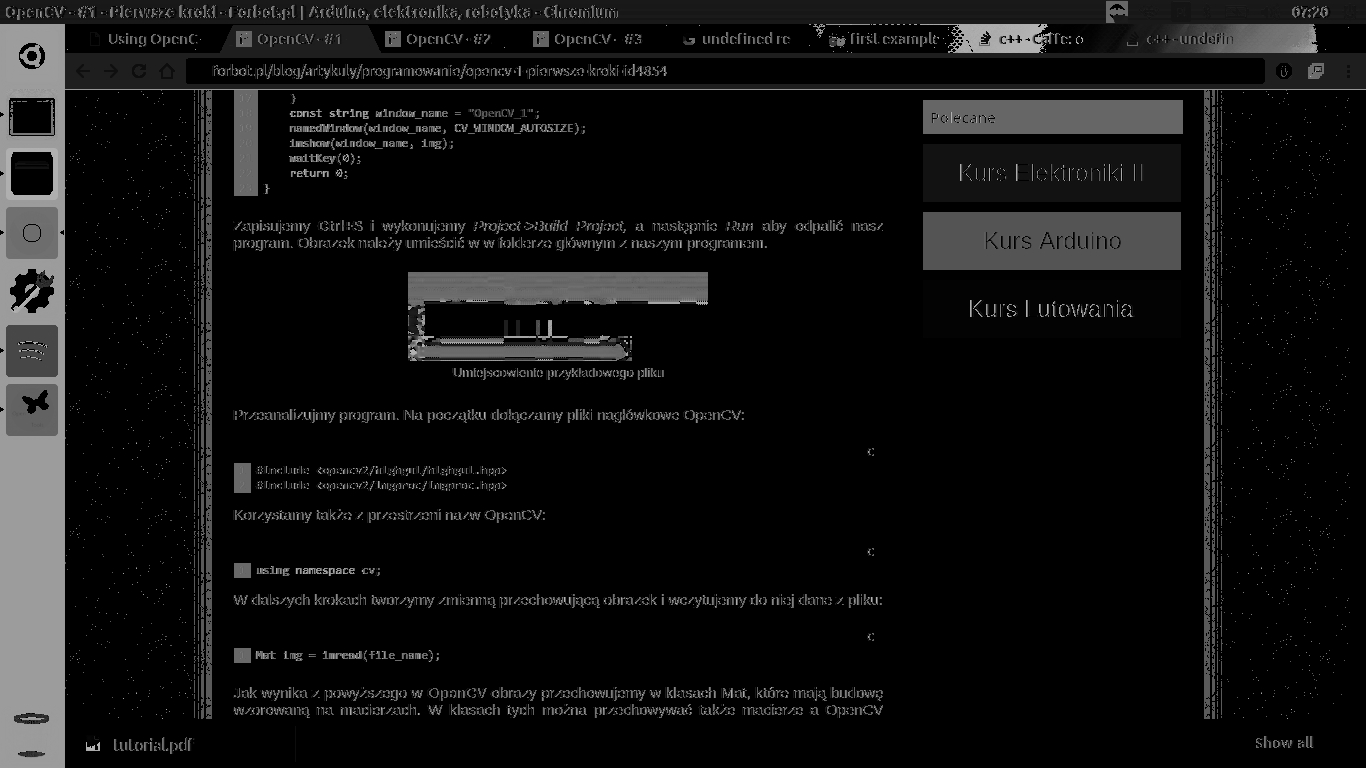 OpenCV · #1 · Pierwsze kroki · Forbot.pl | Arduino, elektronika, robotyka · Chromium
07:20
Using OpenC
OpenCV · #1
OpenCV · #2
OpenCV · #3
undefined re
first example
c++ · Caffe: o
c++ · undefin
forbot.pl/blog/artykuly/programowanie/opencv-1-pierwsze-kroki-id4854
}
const string window_name = "OpenCV_1";
namedWindow(window_name, CV_WINDOW_AUTOSIZE);
imshow(window_name, img);
waitKey(0);
return 0;
}
Polecane
Kurs Elektroniki II
Kurs Arduino
Kurs Lutowania
Zapisujemy Ctrl+S i wykonujemy Project->Build Project, a następnie Run aby odpalić nasz
program. Obrazek należy umieścić w w folderze głównym z naszym programem.
Umiejscowienie przykładowego pliku
Przeanalizujmy program. Na początku dołączamy pliki nagłówkowe OpenCV:
C
#include <opencv2/highgui/highgui.hpp>
#include <opencv2/imgproc/imgproc.hpp>
Korzystamy także z przestrzeni nazw OpenCV:
C
using namespace cv;
W dalszych krokach tworzymy zmienną przechowującą obrazek i wczytujemy do niej dane z pliku:
C
Mat img = imread(file_name);
Jak wynika z powyższego w OpenCV obrazy przechowujemy w klasach Mat, które mają budowę
wzorowaną na macierzach. W klasach tych można przechowywać także macierze a OpenCV
tutorial.pdf
Show all